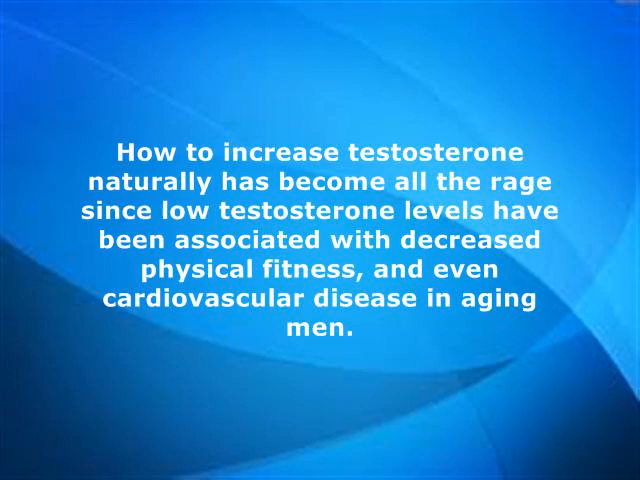 How to increase testosterone
naturally has become all the rage
since low testosterone levels have
been associated with decreased
physical fitness, and even
cardiovascular disease in aging
men.